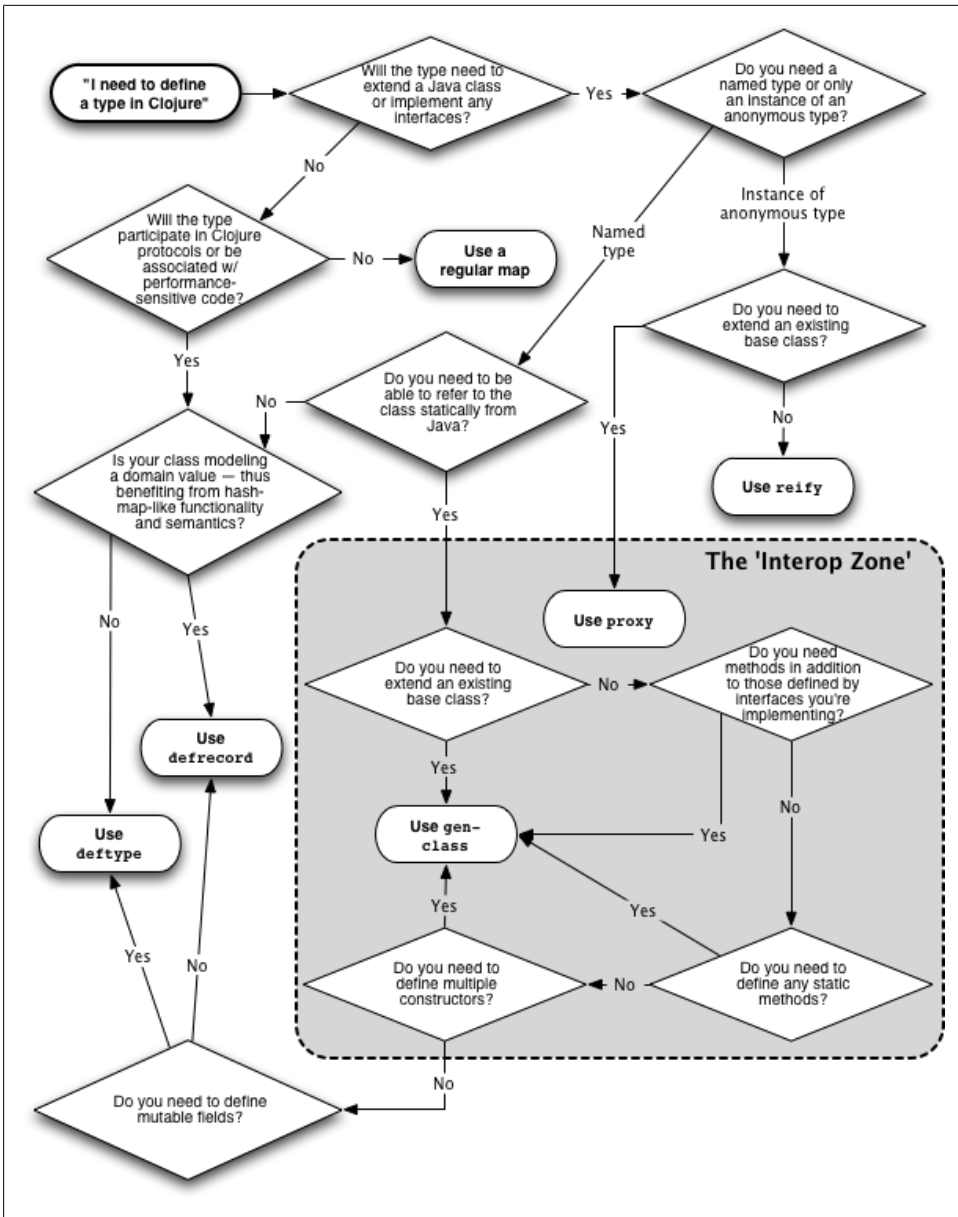 "I need to define
a type in Clojure"
Will the type need to
extend a Java class
or implement any
interfaces?
Yes
Do you need a
named type or only
an instance of an
anonymous type?
No
Instance of
anonymous type
Named
type
Will the type
participate in Clojure
protocols or be
associated w/
performance-
sensitive code?
No
Use a
regular map
Do you need to
extend an existing
base class?
Yes
Do you need to be
able to refer to the
class statically from
Java?
No
Yes
No
Is your class modeling
a domain value — thus
benefiting from hash-
map-like functionality
and semantics?
Use reify
Yes
The 'Interop Zone'
No
Yes
Use proxy
Do you need to
extend an existing
base class?
No
Do you need
methods in addition
to those defined by
interfaces you're
implementing?
Use
defrecord
Yes
No
Use
deftype
Use gen-
class
Yes
Yes
Yes
Yes
No
Do you need to
define multiple
constructors?
No
Do you need to
define any static
methods?
No
Do you need to define
mutable fields?